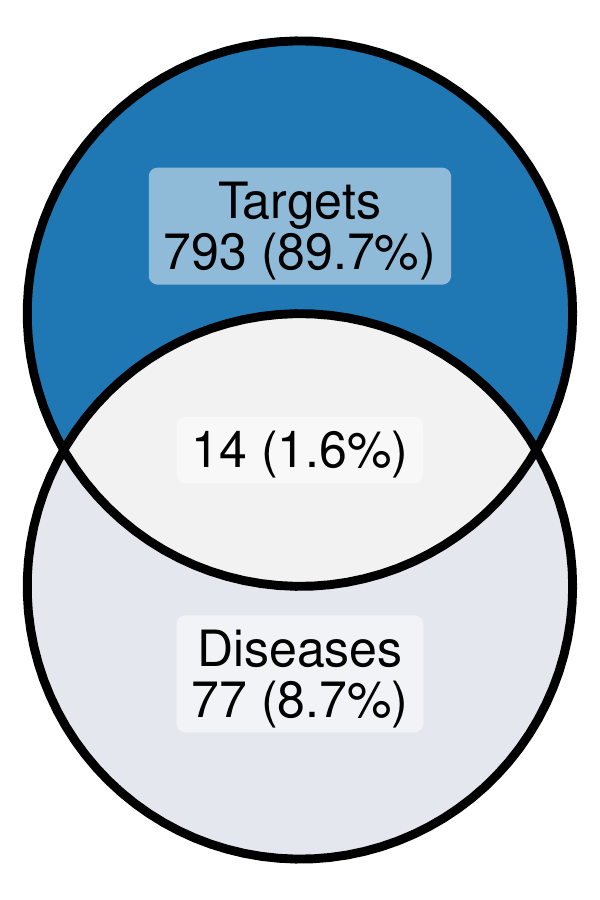 Targets
793 (89.7%)
14 (1.6%)
Diseases
77 (8.7%)